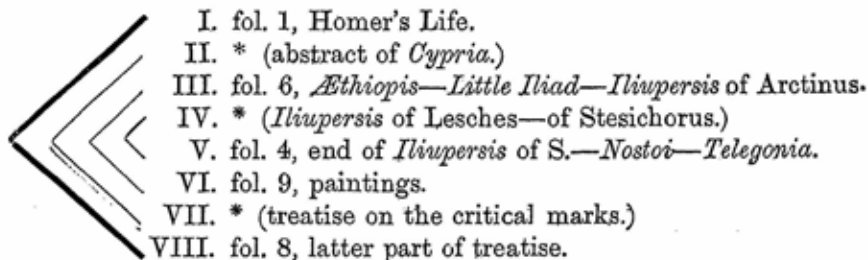 I. fol. 1, Homer's Life.
II. * (abstract of Cypria.)
III. fol. 6, Æthiopis—Little Iliad—Iliupersis of Arctinus.
IV. * (Iliupersis of Lesches—of Stesichorus.)
V. fol. 4, end of Iliupersis of S.—Nostoi—Telegonia.
VI. fol. 9, paintings.
VII. * (treatise on the critical marks.)
VIII. fol. 8, latter part of treatise.